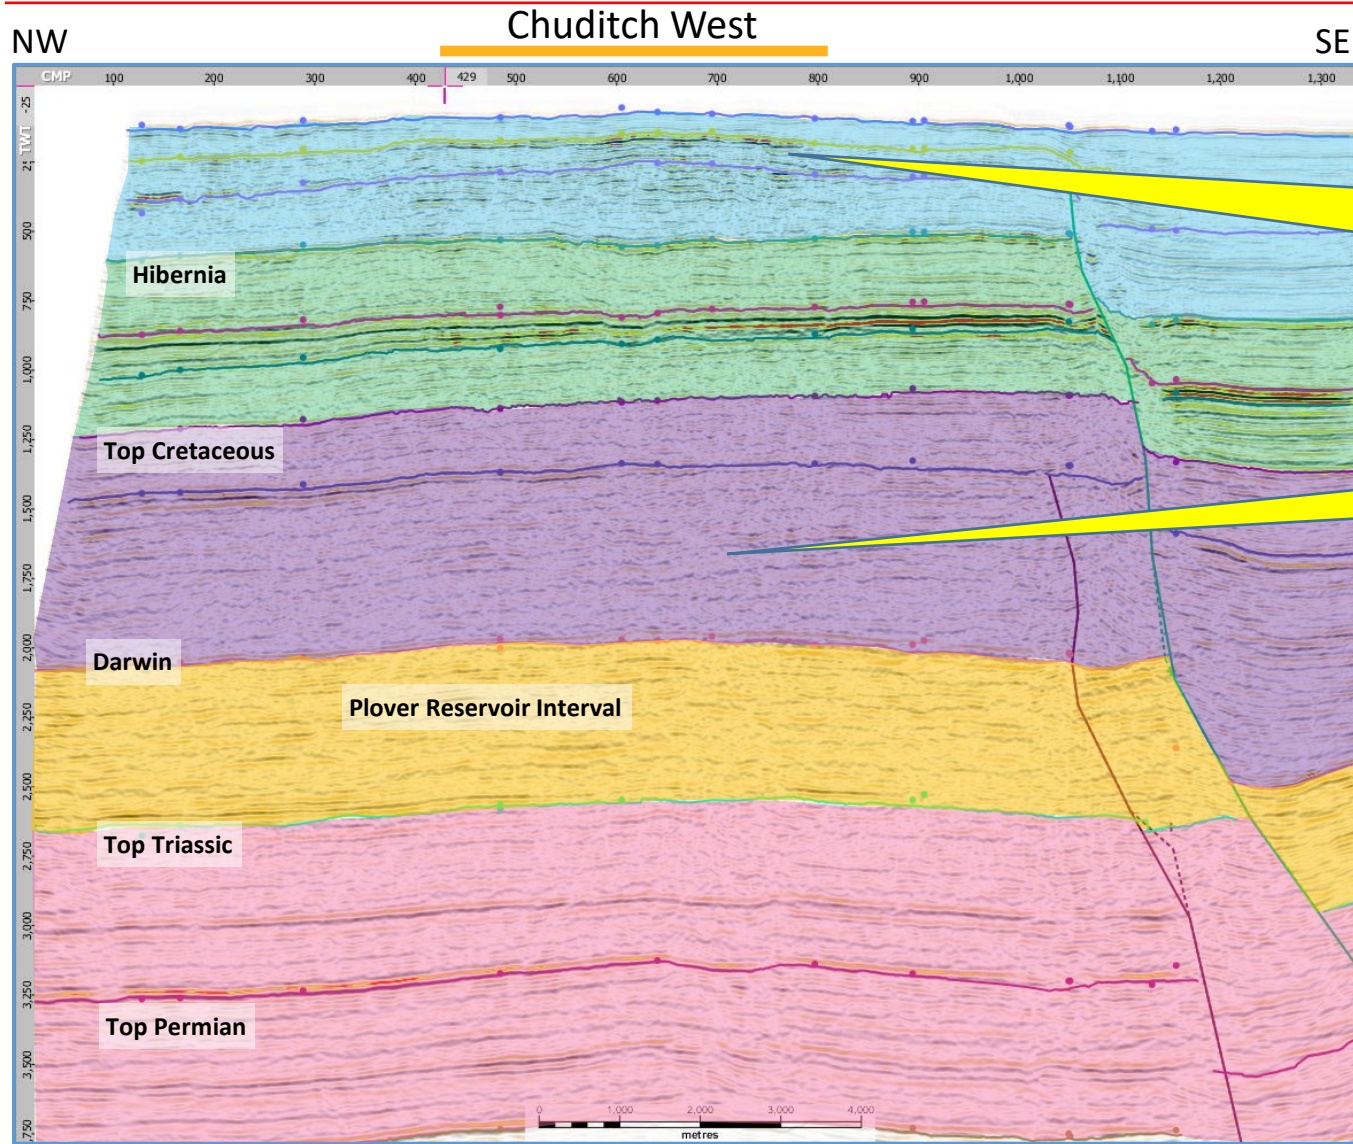 Chuditch West
NW
SE
CMP 100 200 300 400 429 500 600 700 800 900 1,000 1,100 1,200 1,300
-25
TWT
500
Hibernia
750
1,000
1,250
Top Cretaceous
1,500
1,750
2,000
Darwin
Plover Reservoir Interval
2,250
2,500
Top Triassic
2,750
3,000
3,250
Top Permian
3,500
0 1,000 2,000 3,000 4,000
metres